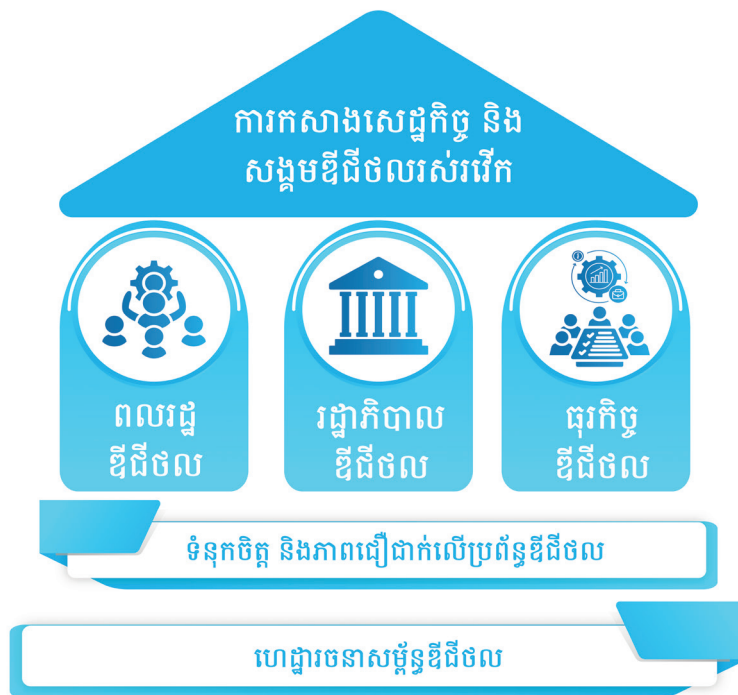 ការកសាងសេដ្ឋកិច្ច និង
សង្គមឌីជីថលរស់រវើក
ពលរដ្ឋ
ឌីជីថល
រដ្ឋាភិបាល
ឌីជីថល
ធុរកិច្ច
ឌីជីថល
ទំនុកចិត្ត និងភាពជឿជាក់លើប្រព័ន្ធឌីជីថល
ហេដ្ឋារចនាសម្ព័ន្ធឌីជីថល